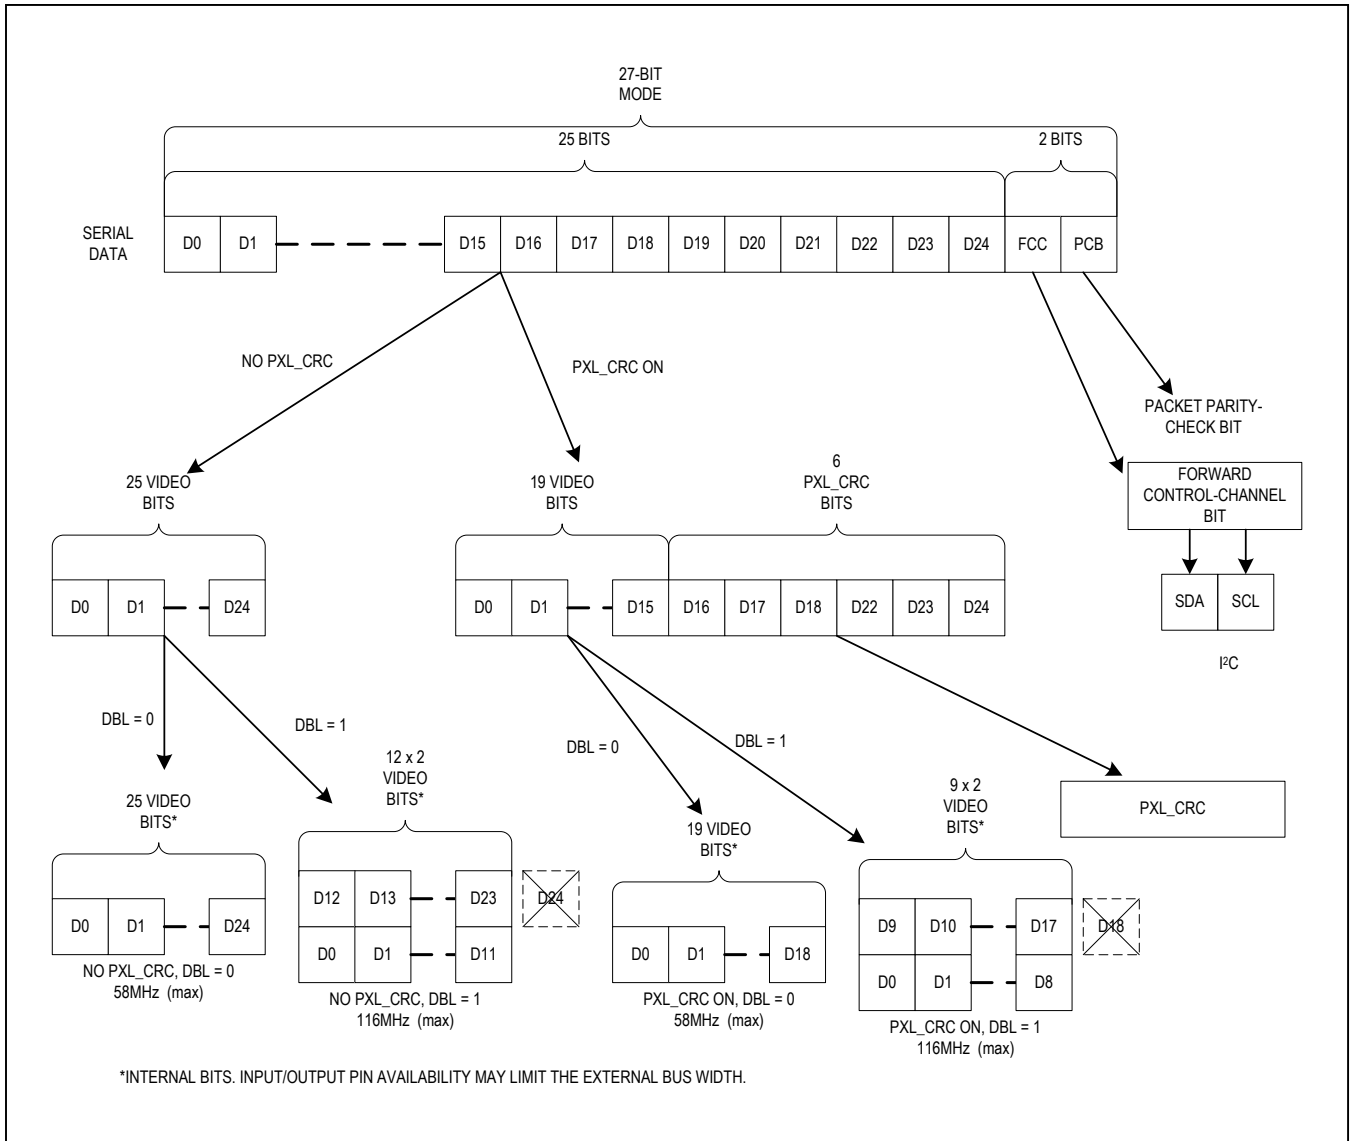 27-BIT
MODE
25 BITS
2 BITS
SERIAL
DATA
D0 D1 D15 D16 D17 D18 D19 D20 D21 D22 D23 D24 FCC PCB
NO PXL_CRC
PXL_CRC ON
PACKET PARITY-
CHECK BIT
FORWARD
CONTROL-CHANNEL
BIT
SDA SCL
I²C
25 VIDEO
BITS
19 VIDEO
BITS
6
PXL_CRC
BITS
D0 D1 D24
D0 D1 D15 D16 D17 D18 D22 D23 D24
DBL = 0
DBL = 1
DBL = 0
DBL = 1
PXL_CRC
25 VIDEO
BITS*
D0 D1 D24
NO PXL_CRC, DBL = 0
58MHz (max)
12 x 2
VIDEO
BITS*
D12 D13 D23 D24
D0 D1 D11
NO PXL_CRC, DBL = 1
116MHz (max)
19 VIDEO
BITS*
D0 D1 D18
PXL_CRC ON, DBL = 0
58MHz (max)
9 x 2
VIDEO
BITS*
D9 D10 D17 D18
D0 D1 D8
PXL_CRC ON, DBL = 1
116MHz (max)
*INTERNAL BITS. INPUT/OUTPUT PIN AVAILABILITY MAY LIMIT THE EXTERNAL BUS WIDTH.